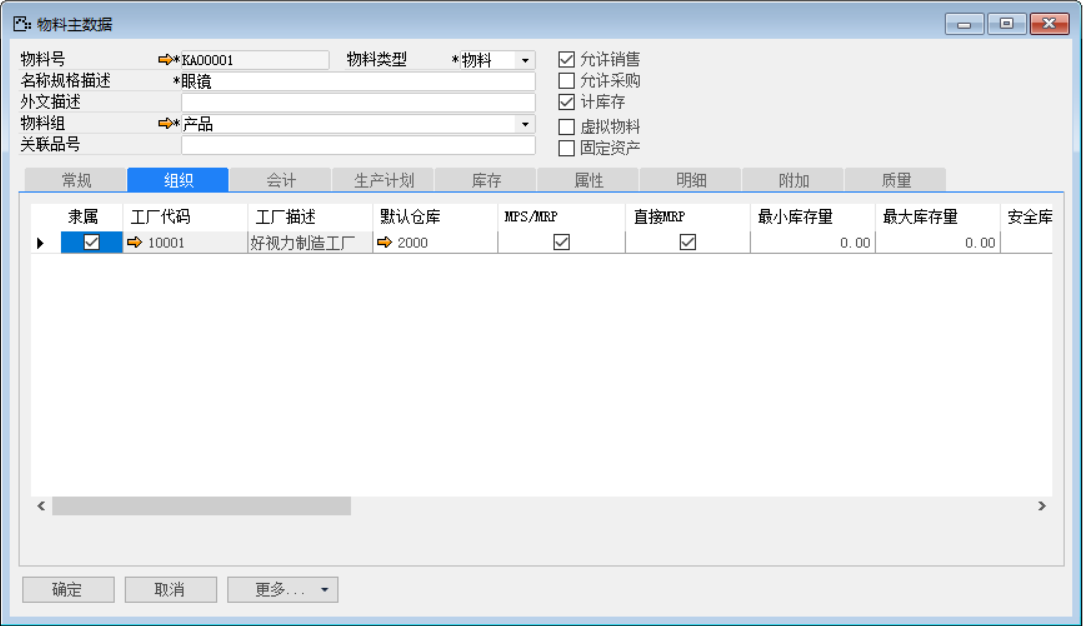 物料主数据
物料号 *KA00001 物料类型 *物料 允许销售
名称规格描述 *眼镜 允许采购
外文描述 计库存
物料组 *产品 虚拟物料
关联品号 固定资产
常规 组织 会计 生产计划 库存 属性 明细 附加 质量
隶属 工厂代码 工厂描述 默认仓库 MPS/MRP 直接MRP 最小库存量 最大库存量 安全库
10001 好视力制造工厂 2000 0.00 0.00
确定 取消 更多...